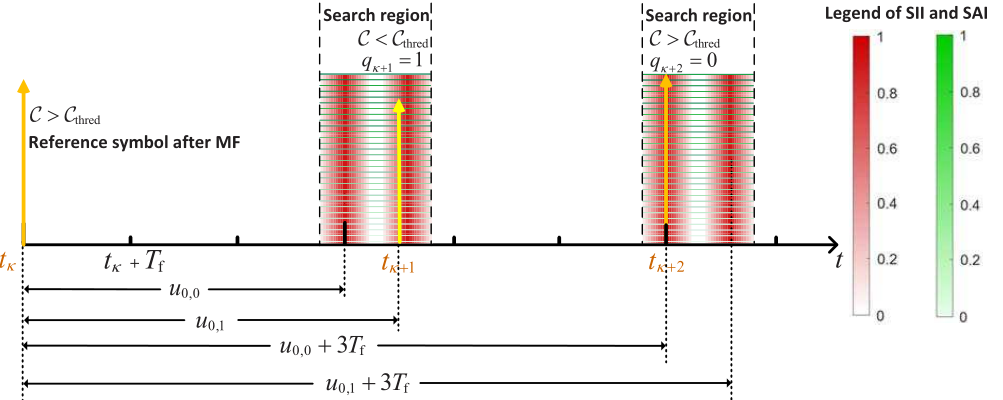 Search region
Search region
Legend of SII and SAI
𝒞 < 𝒞thred
qκ+1 = 1
𝒞 > 𝒞thred
qκ+2 = 0
𝒞 > 𝒞thred
Reference symbol after MF
1
0.8
0.6
0.4
0.2
0
1
0.8
0.6
0.4
0.2
0
tκ
tκ + Tf
tκ+1
tκ+2
t
u0,0
u0,1
u0,0 + 3Tf
u0,1 + 3Tf